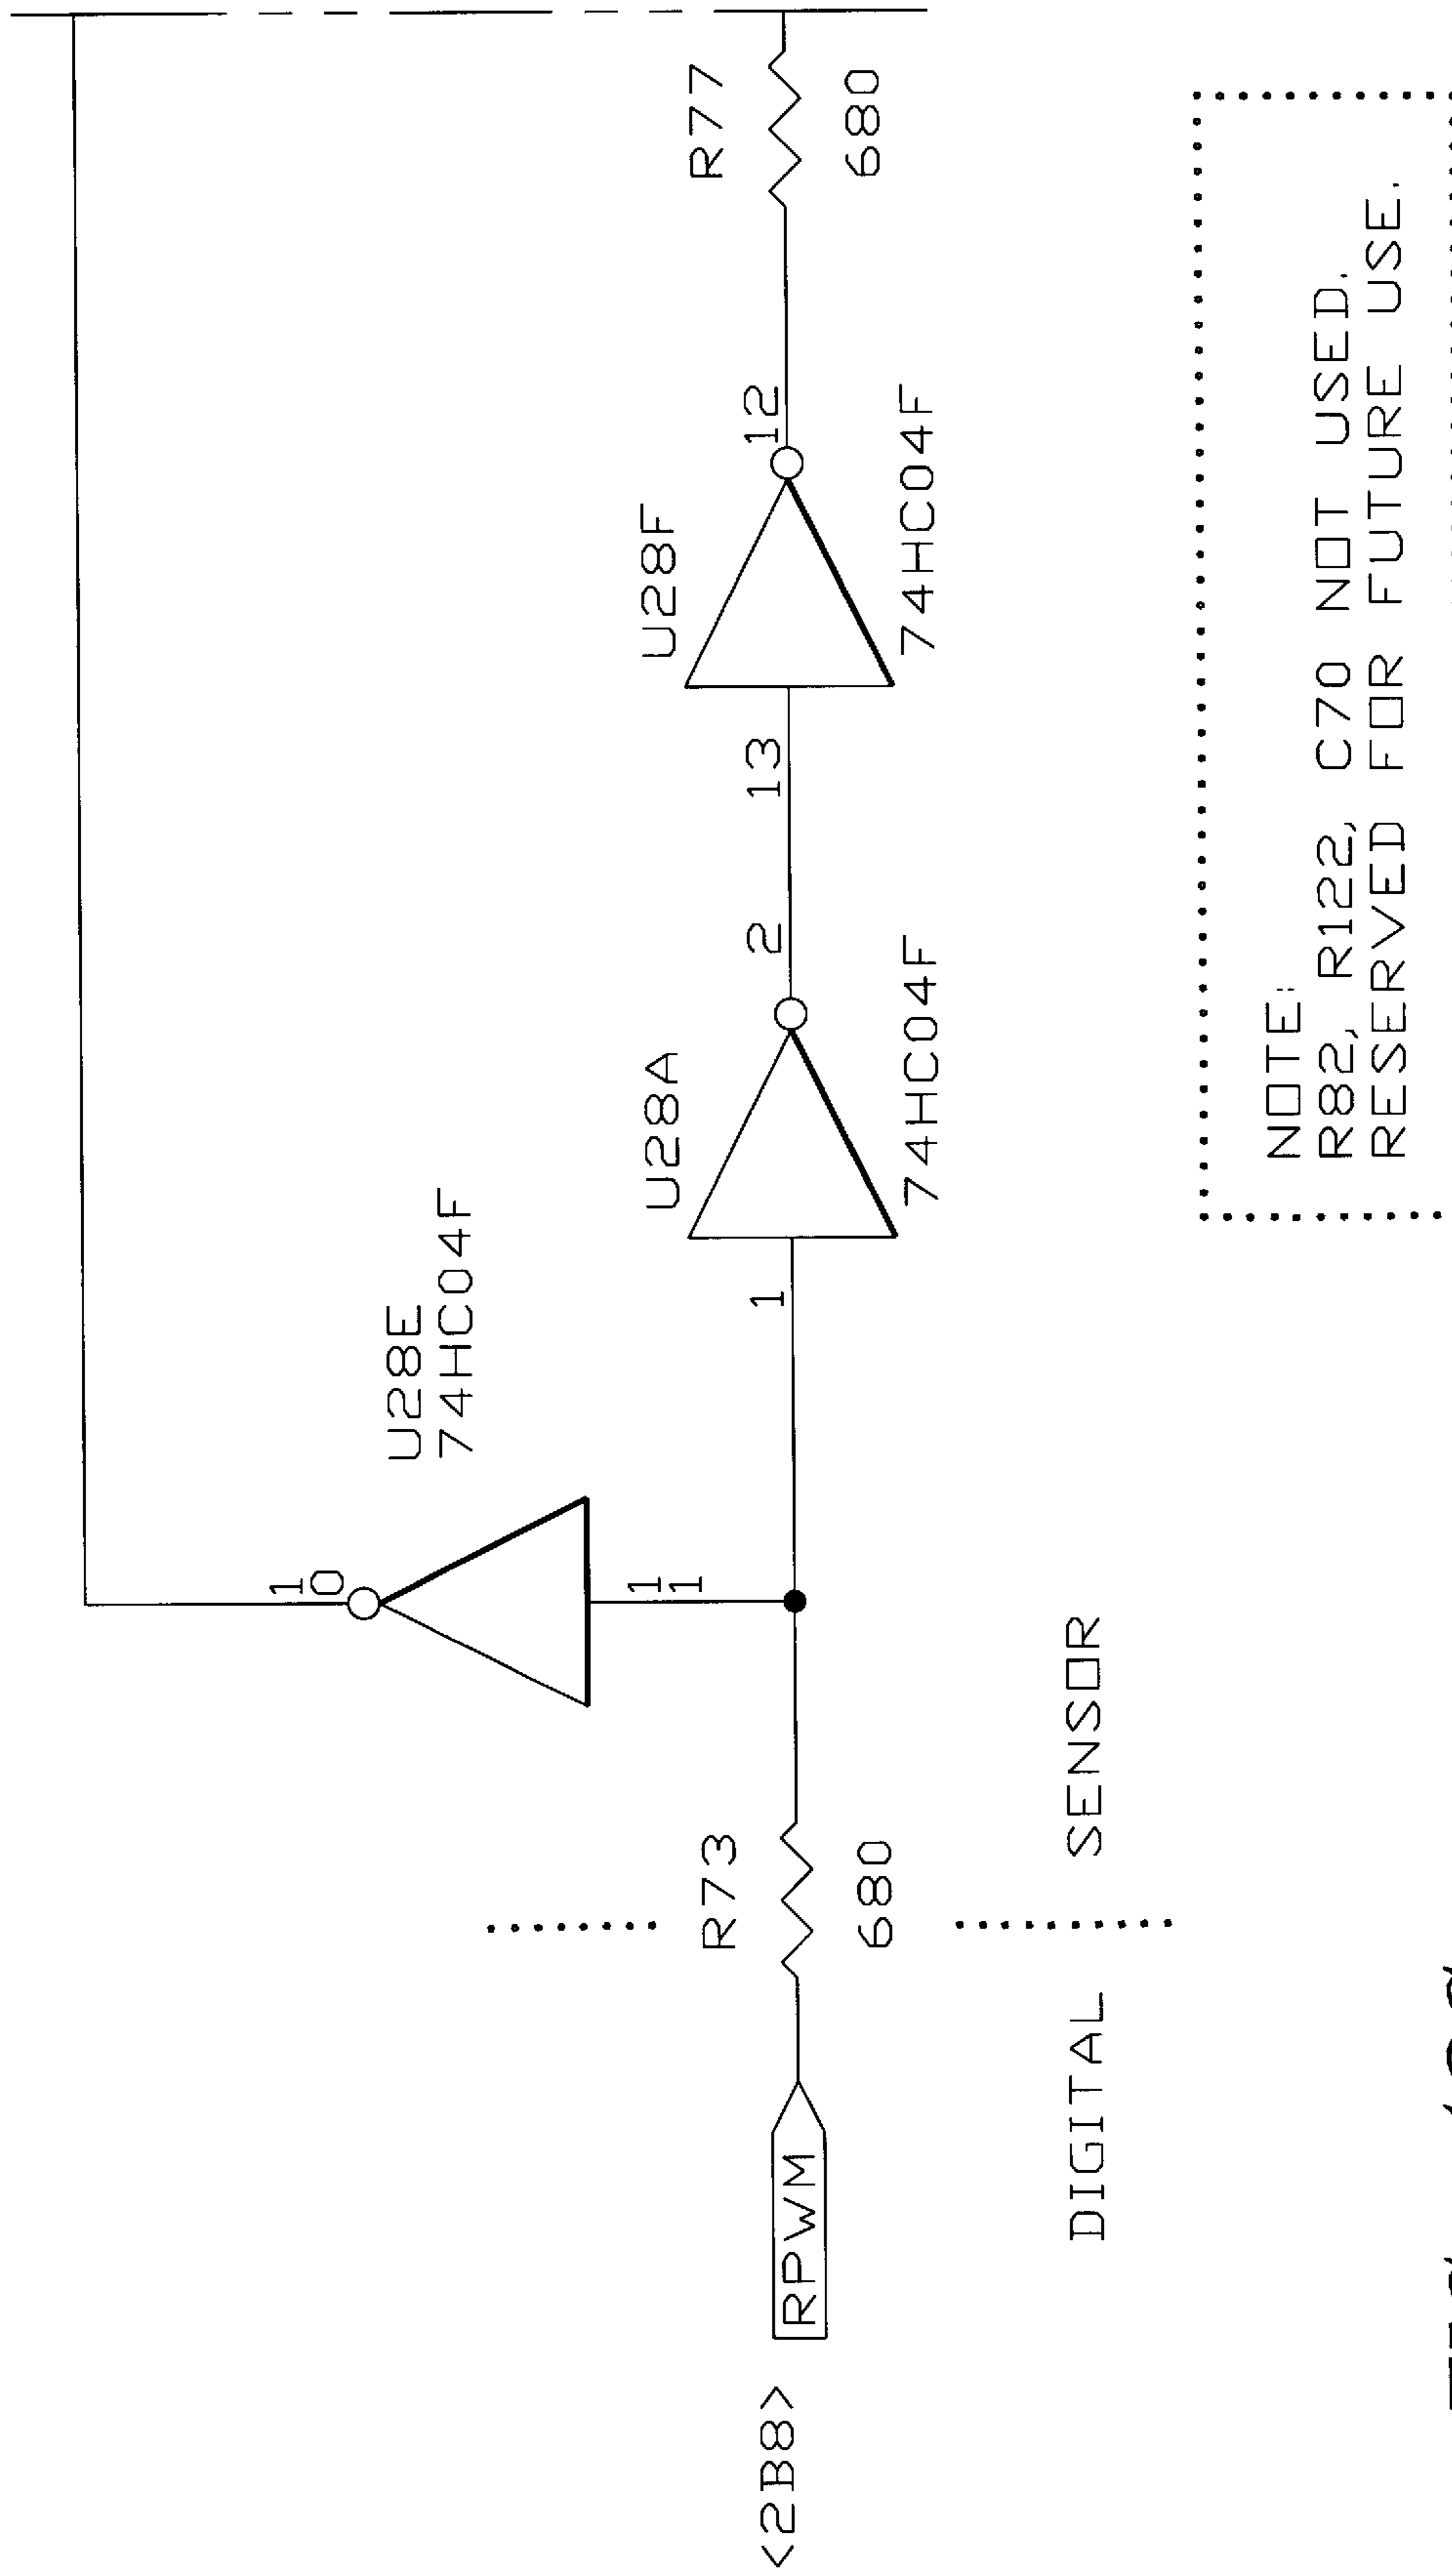 U28E
74HC04F
10
11
U28A
U28F
R77
<2B8>
RPWM
R73
1
2
13
12
680
74HC04F
74HC04F
680
DIGITAL SENSOR
NOTE:
R82, R122, C70 NOT USED.
RESERVED FOR FUTURE USE.